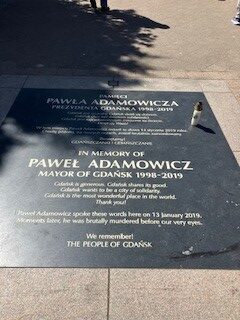 PAMIĘCI
PAWŁA ADAMOWICZA
PREZYDENTA GDAŃSKA 1998-2019
GDAŃSZCZANKI I GDAŃSZCZANIE
IN MEMORY OF
PAWEŁ ADAMOWICZ
MAYOR OF GDAŃSK 1998-2019
Gdańsk is generous. Gdańsk shares its good.
Gdańsk wants to be a city of solidarity.
Gdańsk is the most wonderful place in the world.
Thank you!
Paweł Adamowicz spoke these words here on 13 january 2019.
Moments later, he was brutally murdered before our very eyes.
We remember!
THE PEOPLE OF GDAŃSK